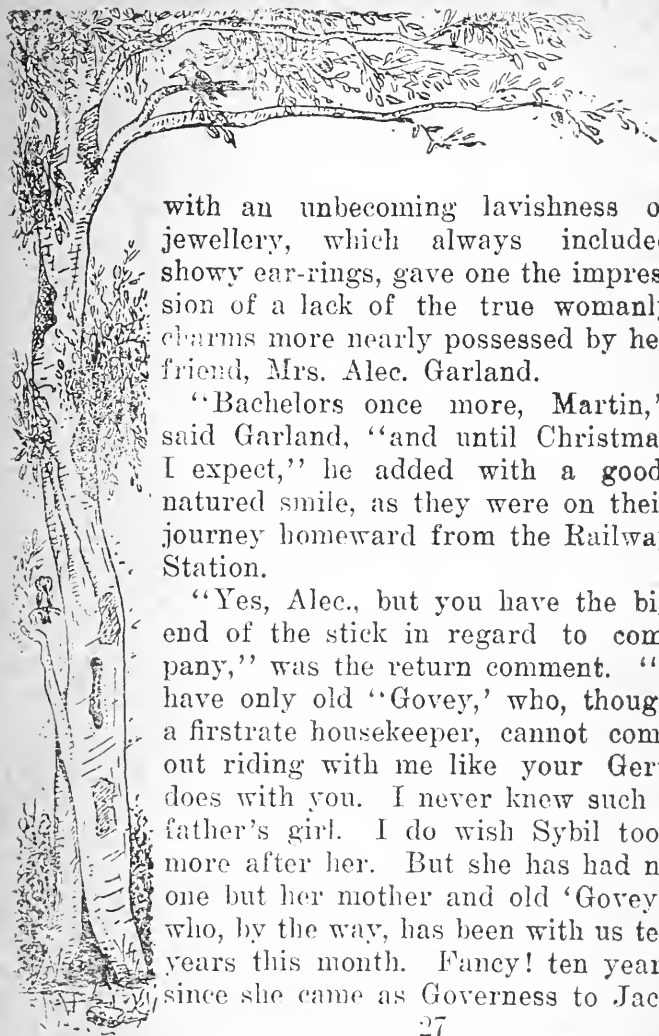 with an unbecoming lavishness o
jewellery, which always include
showy ear-rings, gave one the impres
sion of a lack of the true womanl
charms more nearly possessed by he
friend, Mrs. Alec. Garland.
“Bachelors once more, Martin,’
said Garland, “and until Christma
I expect,” he added with a good
natured smile, as they were on thei
journey homeward from the Railwa
Station.
“Yes, Alec., but you have the bi
end of the stick in regard to com
pany,” was the return comment. “
have only old “Govey,’ who, thoug
a firstrate housekeeper, cannot com
out riding with me like your Ger
does with you. I never knew such
father’s girl. I do wish Sybil too
more after her. But she has had n
one but her mother and old ‘Govey
who, by the way, has been with us te
years this month. Fancy! ten year
since she came as Governess to Jac
27